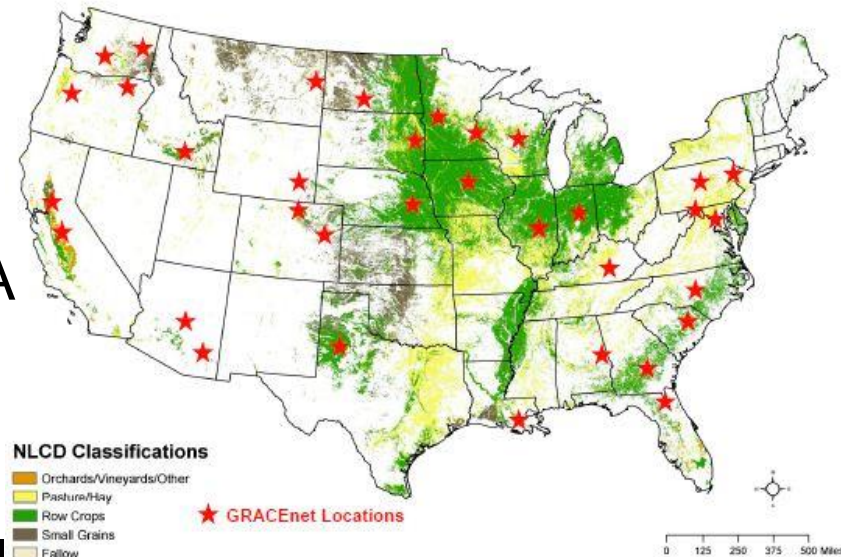 A
NLCD Classifications
Orchards/Vineyards/Other
Pasture/Hay
Row Crops
GRACEnet Locations
Small Grains
Fallow
0 125 250 375 500 Miles